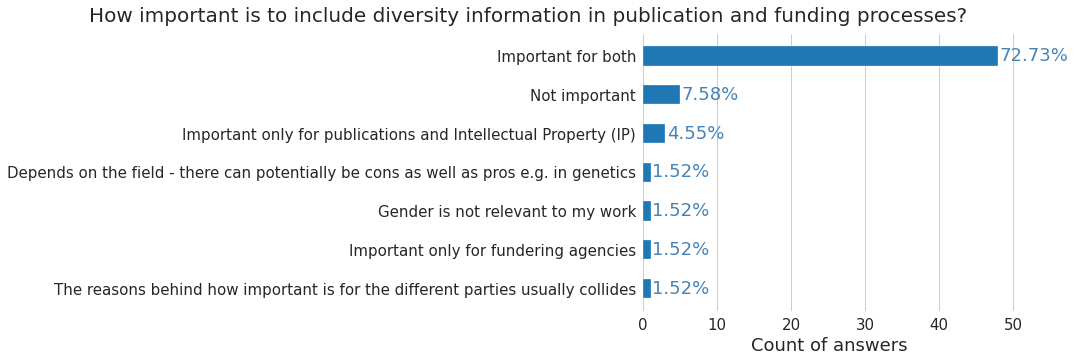 How important is to include diversity information in publication and funding processes?
Important for both
72.73%
Not important
7.58%
Important only for publications and Intellectual Property (IP)
4.55%
Depends on the field - there can potentially be cons as well as pros e.g. in genetics
1.52%
Gender is not relevant to my work
1.52%
Important only for fundering agencies
1.52%
The reasons behind how important is for the different parties usually collides
1.52%
0 10 20 30 40 50
Count of answers